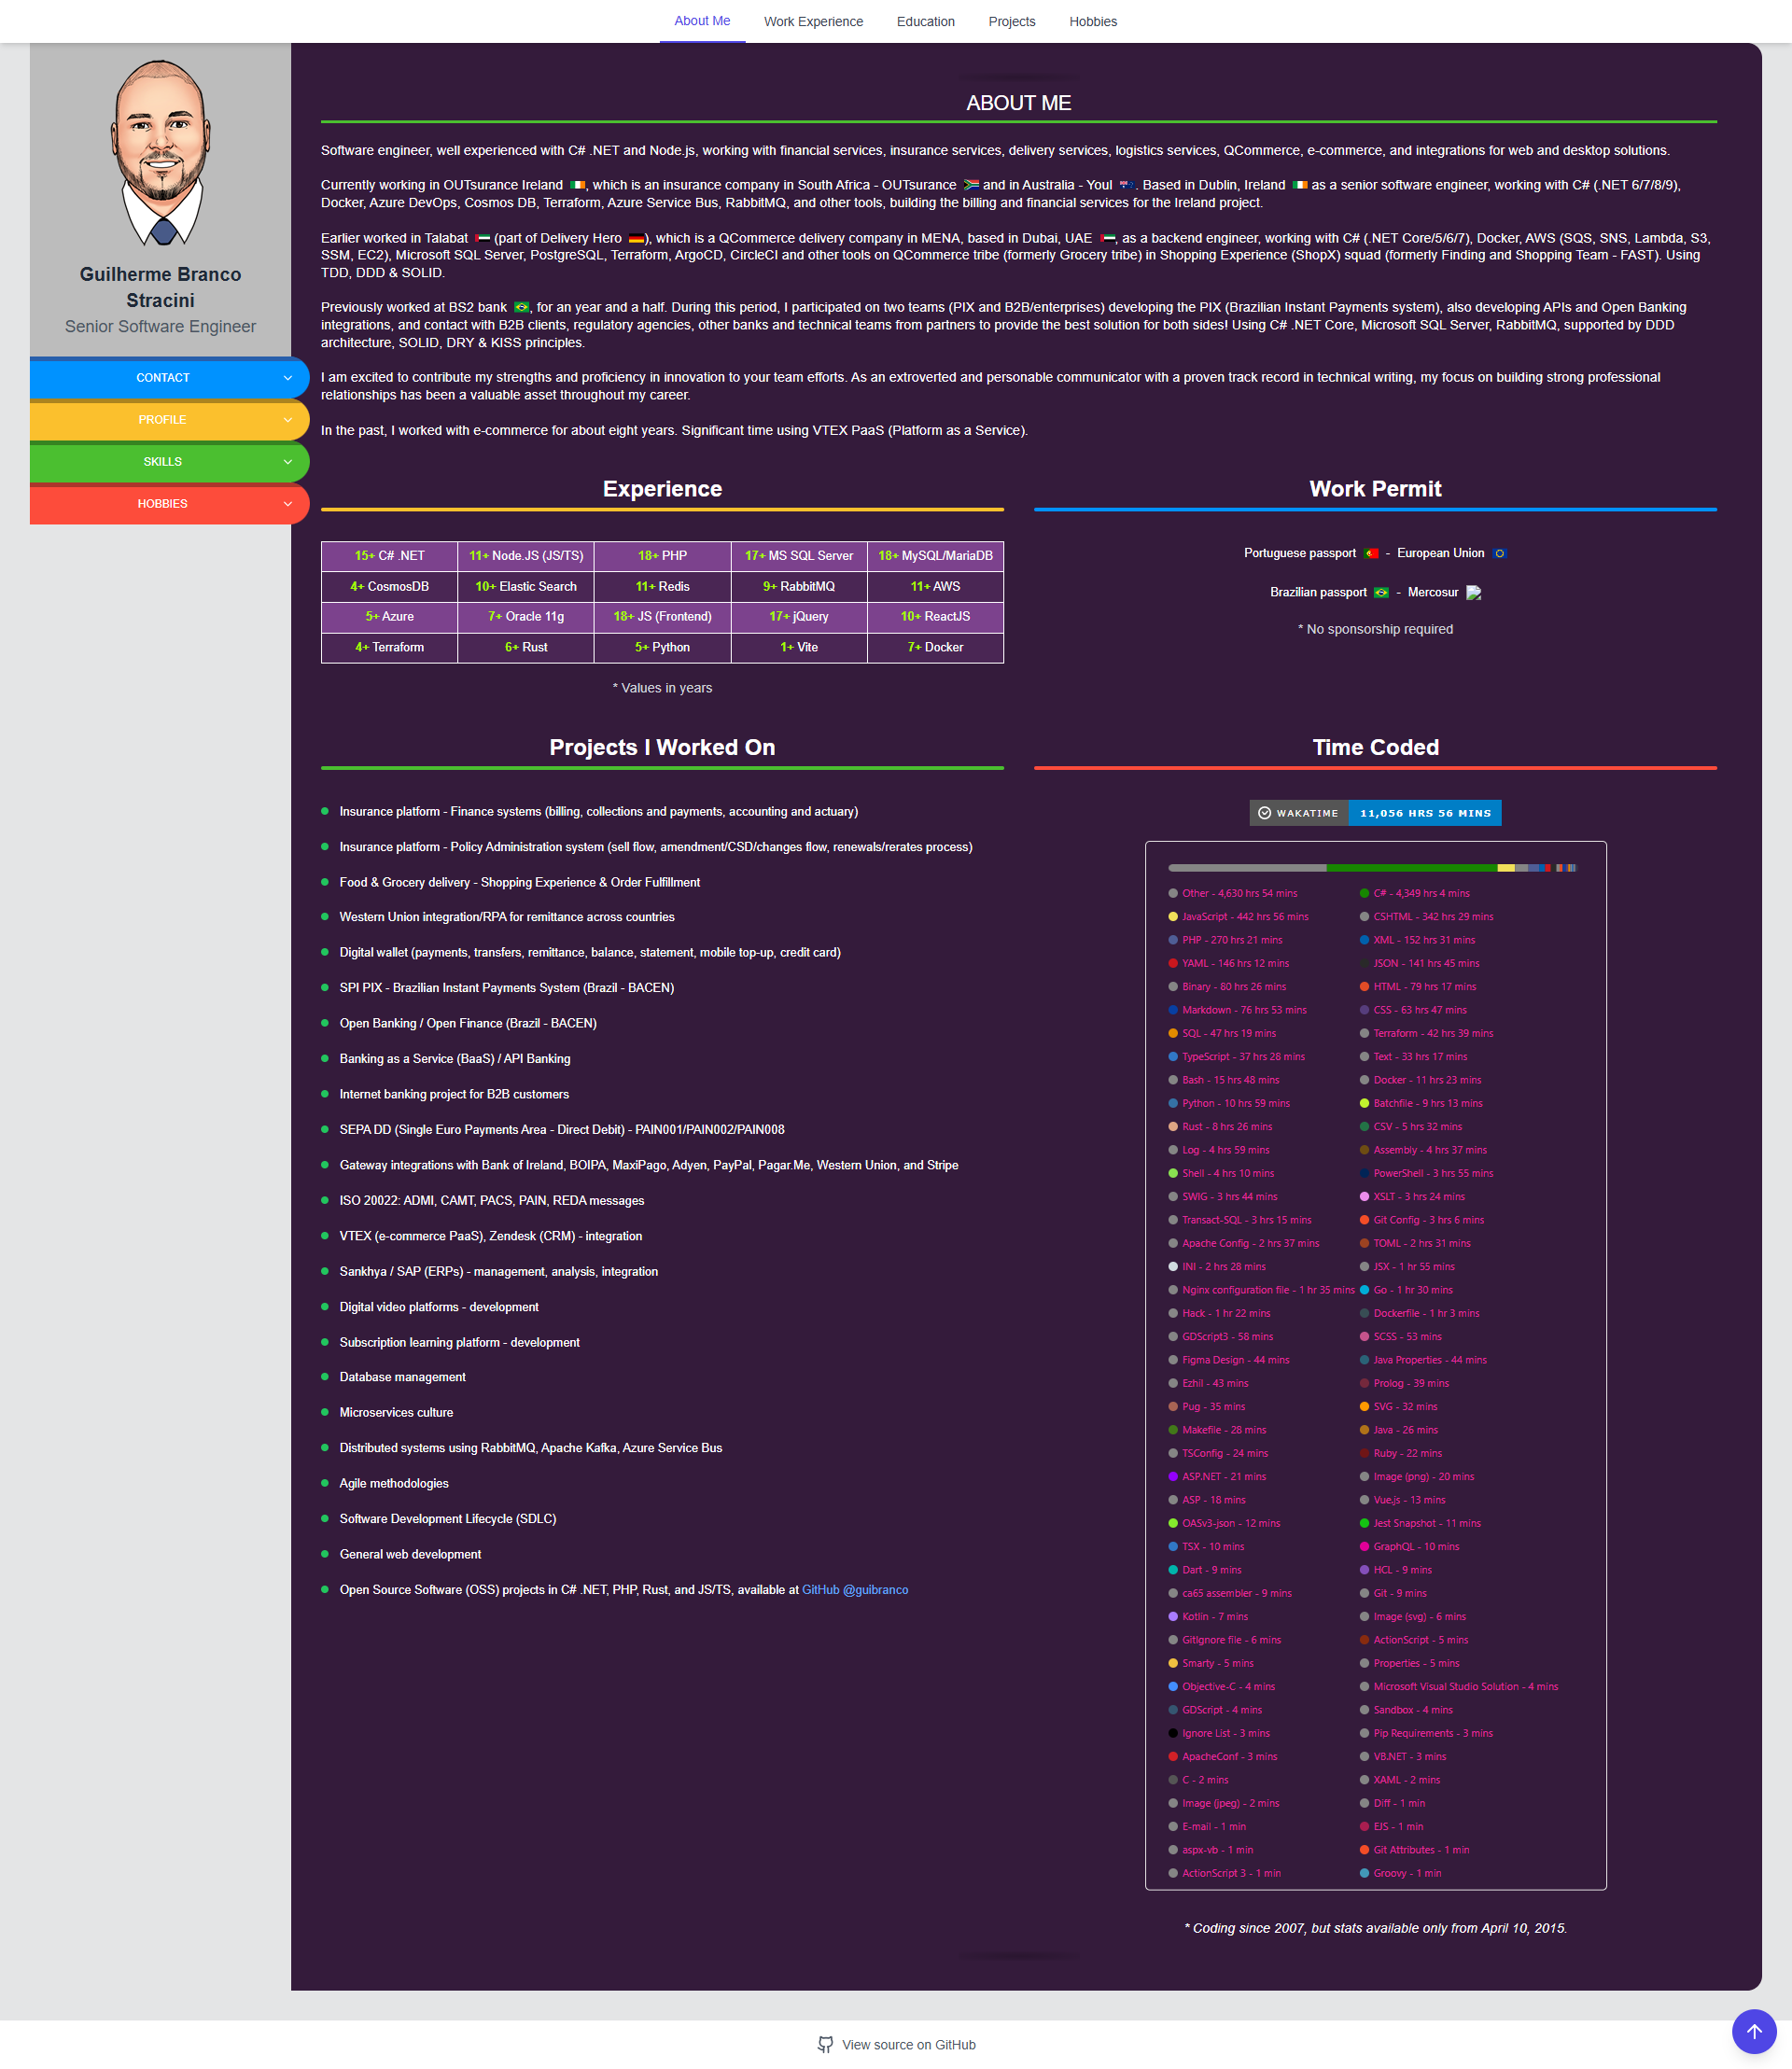 About Me
Work Experience
Education
Projects
Hobbies
Guilherme Branco
Stracini
Senior Software Engineer
CONTACT
PROFILE
SKILLS
HOBBIES
ABOUT ME
Software engineer, well experienced with C# .NET and Node.js, working with financial services, insurance services, delivery services, logistics services, QCommerce, e-commerce, and integrations for web and desktop solutions.
Currently working in OUTsurance Ireland , which is an insurance company in South Africa - OUTsurance and in Australia - Youl . Based in Dublin, Ireland as a senior software engineer, working with C# (.NET 6/7/8/9),
Docker, Azure DevOps, Cosmos DB, Terraform, Azure Service Bus, RabbitMQ, and other tools, building the billing and financial services for the Ireland project.
Earlier worked in Talabat (part of Delivery Hero ), which is a QCommerce delivery company in MENA, based in Dubai, UAE , as a backend engineer, working with C# (.NET Core/5/6/7), Docker, AWS (SQS, SNS, Lambda, S3,
SSM, EC2), Microsoft SQL Server, PostgreSQL, Terraform, ArgoCD, CircleCI and other tools on QCommerce tribe (formerly Grocery tribe) in Shopping Experience (ShopX) squad (formerly Finding and Shopping Team - FAST). Using
TDD, DDD & SOLID.
Previously worked at BS2 bank , for an year and a half. During this period, I participated on two teams (PIX and B2B/enterprises) developing the PIX (Brazilian Instant Payments system), also developing APIs and Open Banking
integrations, and contact with B2B clients, regulatory agencies, other banks and technical teams from partners to provide the best solution for both sides! Using C# .NET Core, Microsoft SQL Server, RabbitMQ, supported by DDD
architecture, SOLID, DRY & KISS principles.
I am excited to contribute my strengths and proficiency in innovation to your team efforts. As an extroverted and personable communicator with a proven track record in technical writing, my focus on building strong professional
relationships has been a valuable asset throughout my career.
In the past, I worked with e-commerce for about eight years. Significant time using VTEX PaaS (Platform as a Service).
Experience
15+ C# .NET 11+ Node.JS (JS/TS) 18+ PHP 17+ MS SQL Server 18+ MySQL/MariaDB
4+ CosmosDB 10+ Elastic Search 11+ Redis 9+ RabbitMQ 11+ AWS
5+ Azure 7+ Oracle 11g 18+ JS (Frontend) 17+ jQuery 10+ ReactJS
4+ Terraform 6+ Rust 5+ Python 1+ Vite 7+ Docker
* Values in years
Work Permit
Portuguese passport - European Union
Brazilian passport - Mercosur
* No sponsorship required
Projects I Worked On
Insurance platform - Finance systems (billing, collections and payments, accounting and actuary)
Insurance platform - Policy Administration system (sell flow, amendment/CSD/changes flow, renewals/rerates process)
Food & Grocery delivery - Shopping Experience & Order Fulfillment
Western Union integration/RPA for remittance across countries
Digital wallet (payments, transfers, remittance, balance, statement, mobile top-up, credit card)
SPI PIX - Brazilian Instant Payments System (Brazil - BACEN)
Open Banking / Open Finance (Brazil - BACEN)
Banking as a Service (BaaS) / API Banking
Internet banking project for B2B customers
SEPA DD (Single Euro Payments Area - Direct Debit) - PAIN001/PAIN002/PAIN008
Gateway integrations with Bank of Ireland, BOIPA, MaxiPago, Adyen, PayPal, Pagar.Me, Western Union, and Stripe
ISO 20022: ADMI, CAMT, PACS, PAIN, REDA messages
VTEX (e-commerce PaaS), Zendesk (CRM) - integration
Sankhya / SAP (ERPs) - management, analysis, integration
Digital video platforms - development
Subscription learning platform - development
Database management
Microservices culture
Distributed systems using RabbitMQ, Apache Kafka, Azure Service Bus
Agile methodologies
Software Development Lifecycle (SDLC)
General web development
Open Source Software (OSS) projects in C# .NET, PHP, Rust, and JS/TS, available at GitHub @guibranco
Time Coded
WAKATIME 11,056 HRS 56 MINS
Other - 4,630 hrs 54 mins C# - 4,349 hrs 4 mins
JavaScript - 442 hrs 56 mins CSHTML - 342 hrs 29 mins
PHP - 270 hrs 21 mins XML - 152 hrs 31 mins
YAML - 146 hrs 12 mins JSON - 141 hrs 45 mins
Binary - 80 hrs 26 mins HTML - 79 hrs 17 mins
Markdown - 76 hrs 53 mins CSS - 63 hrs 47 mins
SQL - 47 hrs 19 mins Terraform - 42 hrs 39 mins
TypeScript - 37 hrs 28 mins Text - 33 hrs 17 mins
Bash - 15 hrs 48 mins Docker - 11 hrs 23 mins
Python - 10 hrs 59 mins Batchfile - 9 hrs 13 mins
Rust - 8 hrs 26 mins CSV - 5 hrs 32 mins
Log - 4 hrs 59 mins Assembly - 4 hrs 37 mins
Shell - 4 hrs 10 mins PowerShell - 3 hrs 55 mins
SWIG - 3 hrs 44 mins XSLT - 3 hrs 24 mins
Transact-SQL - 3 hrs 15 mins Git Config - 3 hrs 6 mins
Apache Config - 2 hrs 37 mins TOML - 2 hrs 31 mins
INI - 2 hrs 28 mins JSX - 1 hr 55 mins
Nginx configuration file - 1 hr 35 mins Go - 1 hr 30 mins
Hack - 1 hr 22 mins Dockerfile - 1 hr 3 mins
GDScript3 - 58 mins SCSS - 53 mins
Figma Design - 44 mins Java Properties - 44 mins
Ezhil - 43 mins Prolog - 39 mins
Pug - 35 mins SVG - 32 mins
Makefile - 28 mins Java - 26 mins
TSConfig - 24 mins Ruby - 22 mins
ASP.NET - 21 mins Image (png) - 20 mins
ASP - 18 mins Vue.js - 13 mins
OASv3-json - 12 mins Jest Snapshot - 11 mins
TSX - 10 mins GraphQL - 10 mins
Dart - 9 mins HCL - 9 mins
ca65 assembler - 9 mins Git - 9 mins
Kotlin - 7 mins Image (svg) - 6 mins
GitIgnore file - 6 mins ActionScript - 5 mins
Smarty - 5 mins Properties - 5 mins
Objective-C - 4 mins Microsoft Visual Studio Solution - 4 mins
GDScript - 4 mins Sandbox - 4 mins
Ignore List - 3 mins Pip Requirements - 3 mins
ApacheConf - 3 mins VB.NET - 3 mins
C - 2 mins XAML - 2 mins
Image (jpeg) - 2 mins Diff - 1 min
E-mail - 1 min EJS - 1 min
aspx-vb - 1 min Git Attributes - 1 min
ActionScript 3 - 1 min Groovy - 1 min
* Coding since 2007, but stats available only from April 10, 2015.
View source on GitHub